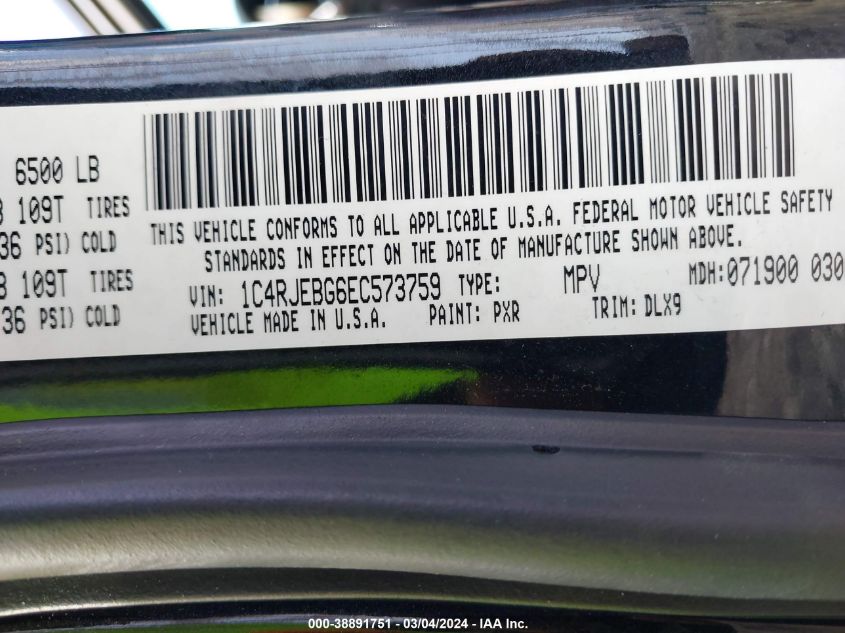 6500 LB
109T TIRES
36 PSI) COLD
109T TIRES
36 PSI) COLD
THIS VEHICLE CONFORMS TO ALL APPLICABLE U.S.A. FEDERAL MOTOR VEHICLE SAFETY
STANDARDS IN EFFECT ON THE DATE OF MANUFACTURE SHOWN ABOVE.
VIN: 1C4RJEBG6EC573759 TYPE: MPV MDH:071900 030
VEHICLE MADE IN U.S.A. PAINT: PXR TRIM: DLX9
000-38891751 - 03/04/2024 - IAA Inc.